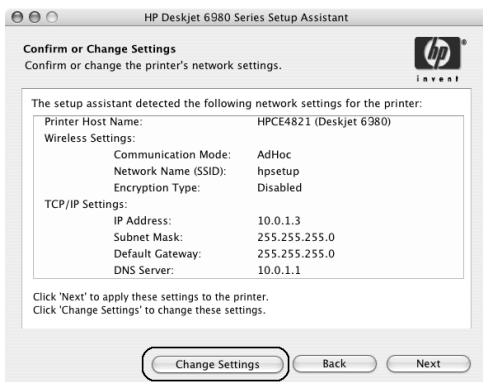 HP Deskjet 6980 Series Setup Assistant
Confirm or Change Settings
Confirm or change the printer's network settings.
hp
®
invent
The setup assistant detected the following network settings for the printer:
Printer Host Name: HPCE4821 (Deskjet 6980)
Wireless Settings:
Communication Mode: AdHoc
Network Name (SSID): hpsetup
Encryption Type: Disabled
TCP/IP Settings:
IP Address: 10.0.1.3
Subnet Mask: 255.255.255.0
Default Gateway: 255.255.255.0
DNS Server: 10.0.1.1
Click 'Next' to apply these settings to the printer.
Click 'Change Settings' to change these settings.
Change Settings Back Next